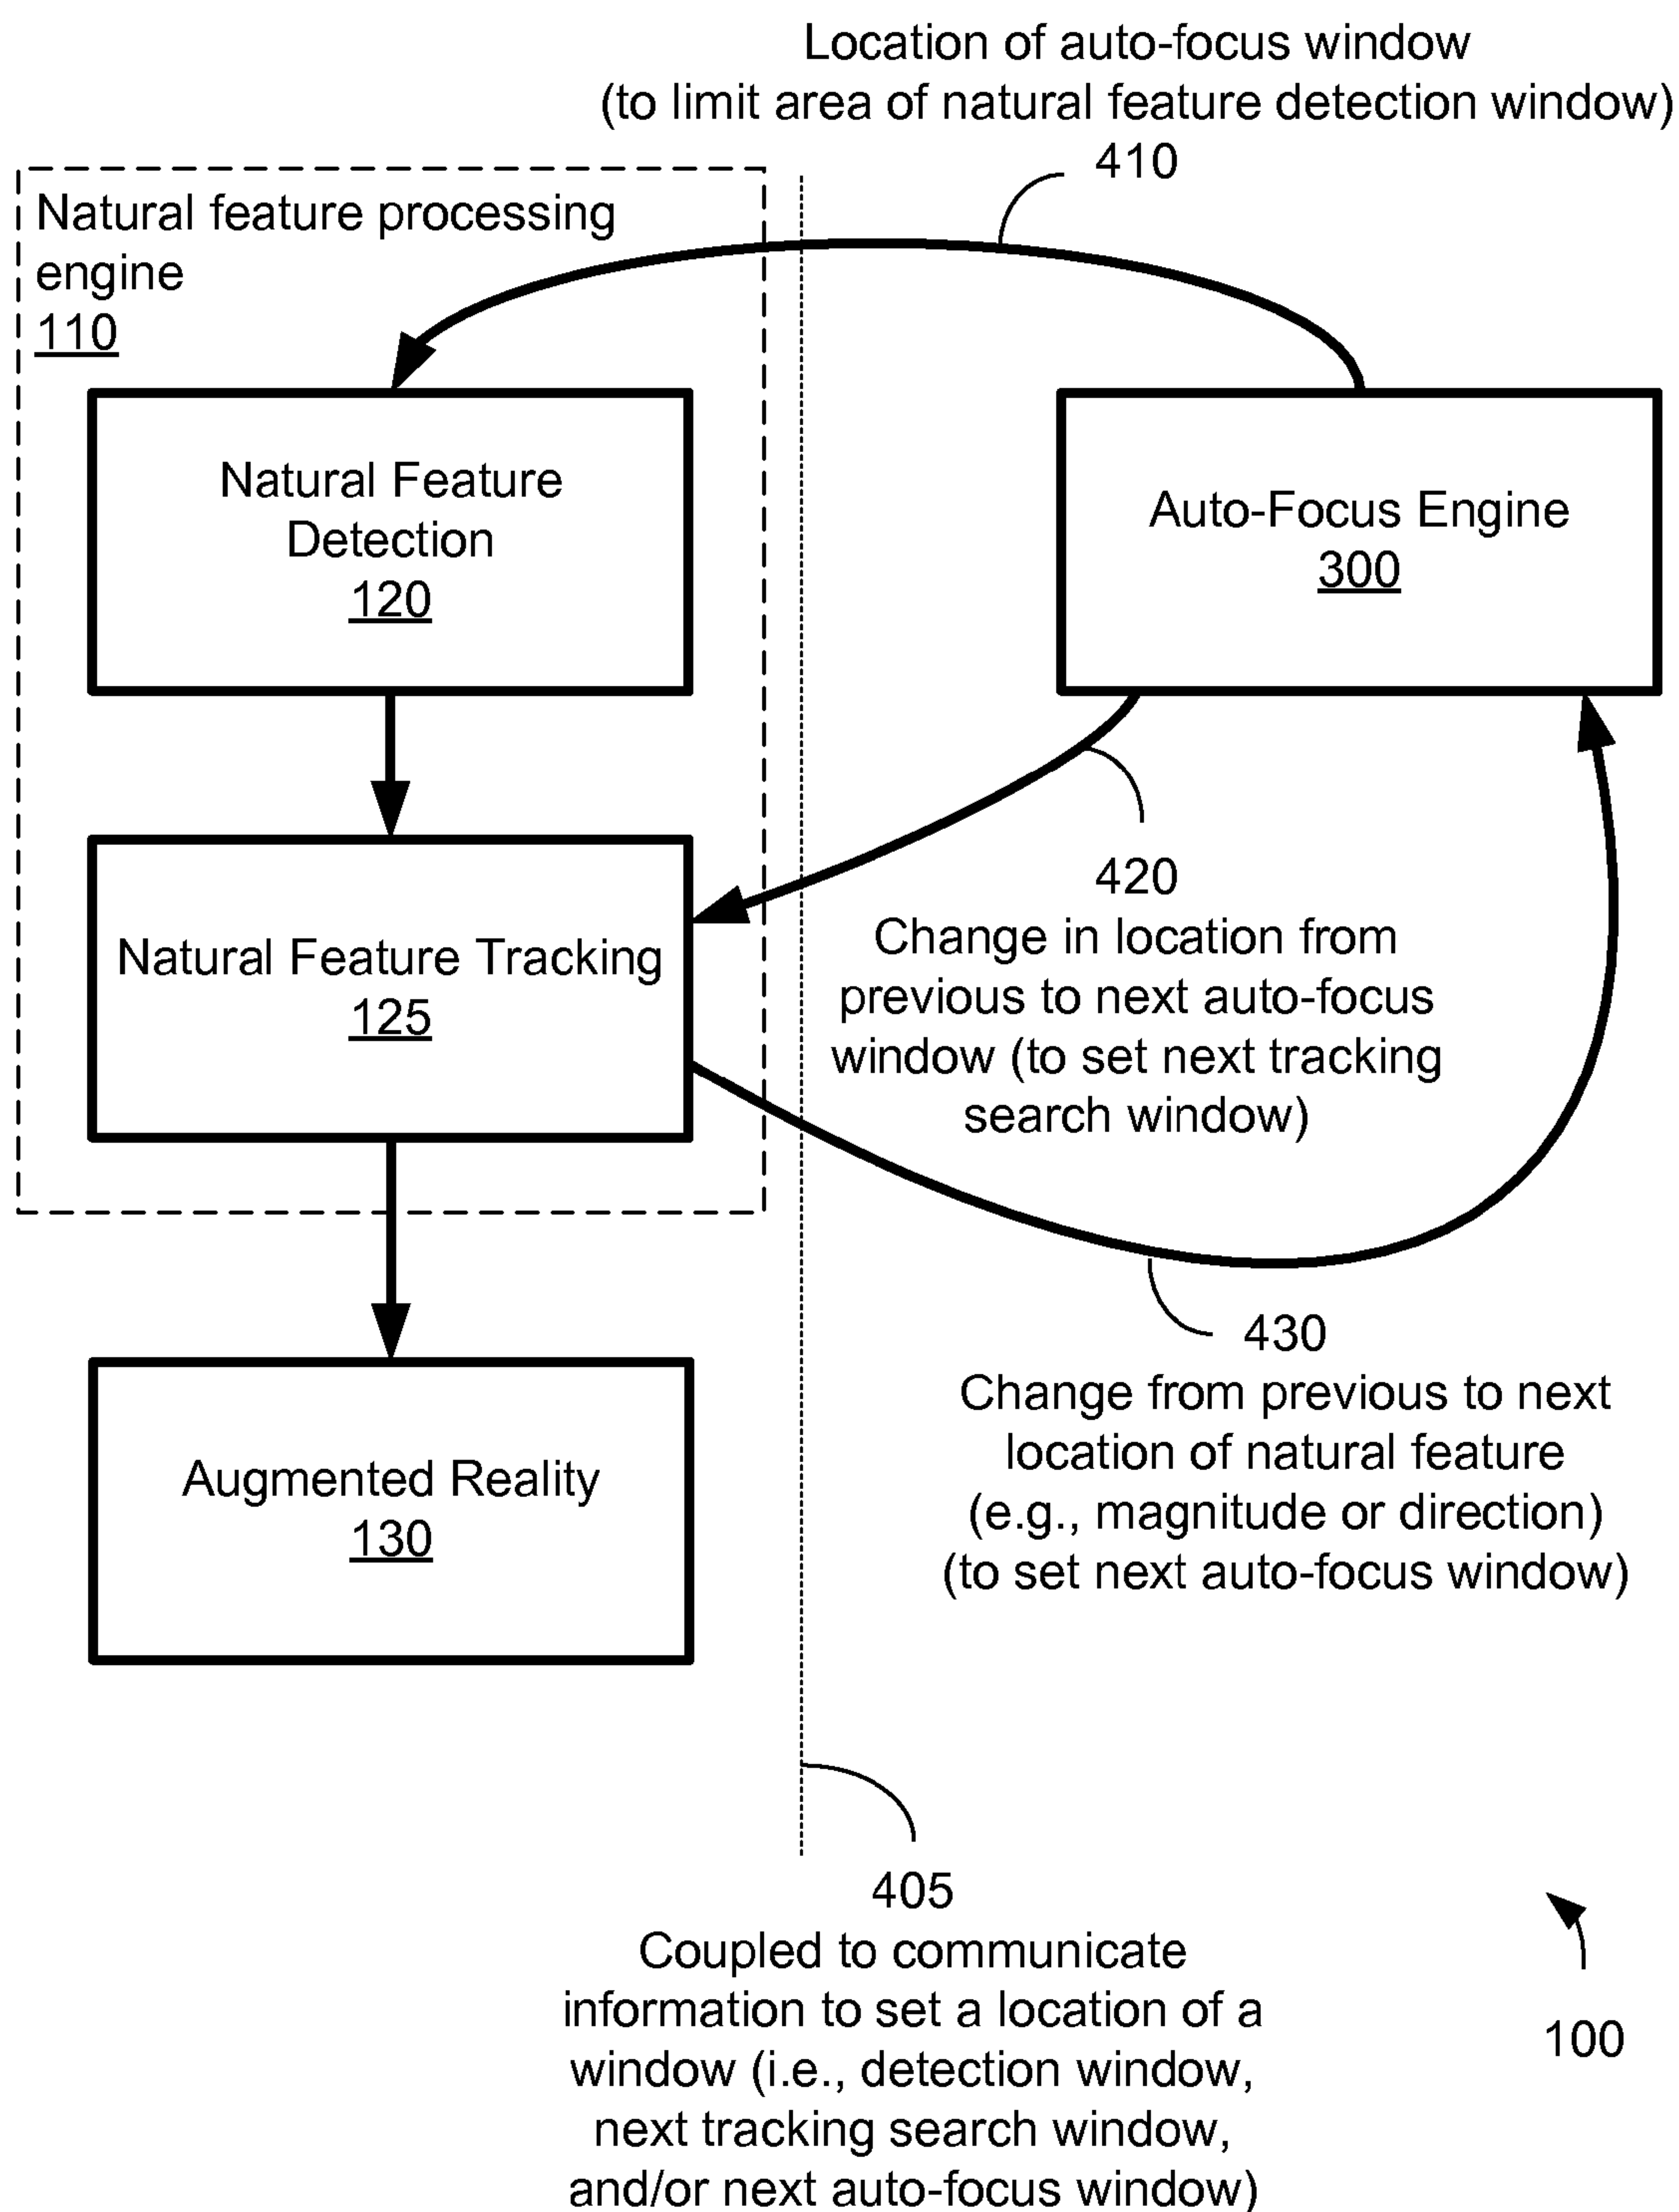 Location of auto-focus window
(to limit area of natural feature detection window)
410
Natural feature processing
engine
110
Natural Feature
Detection
120
Auto-Focus Engine
300
Natural Feature Tracking
125
420
Change in location from
previous to next auto-focus
window (to set next tracking
search window)
430
Change from previous to next
location of natural feature
(e.g., magnitude or direction)
(to set next auto-focus window)
Augmented Reality
130
405
Coupled to communicate
information to set a location of a
window (i.e., detection window,
next tracking search window,
and/or next auto-focus window)
100